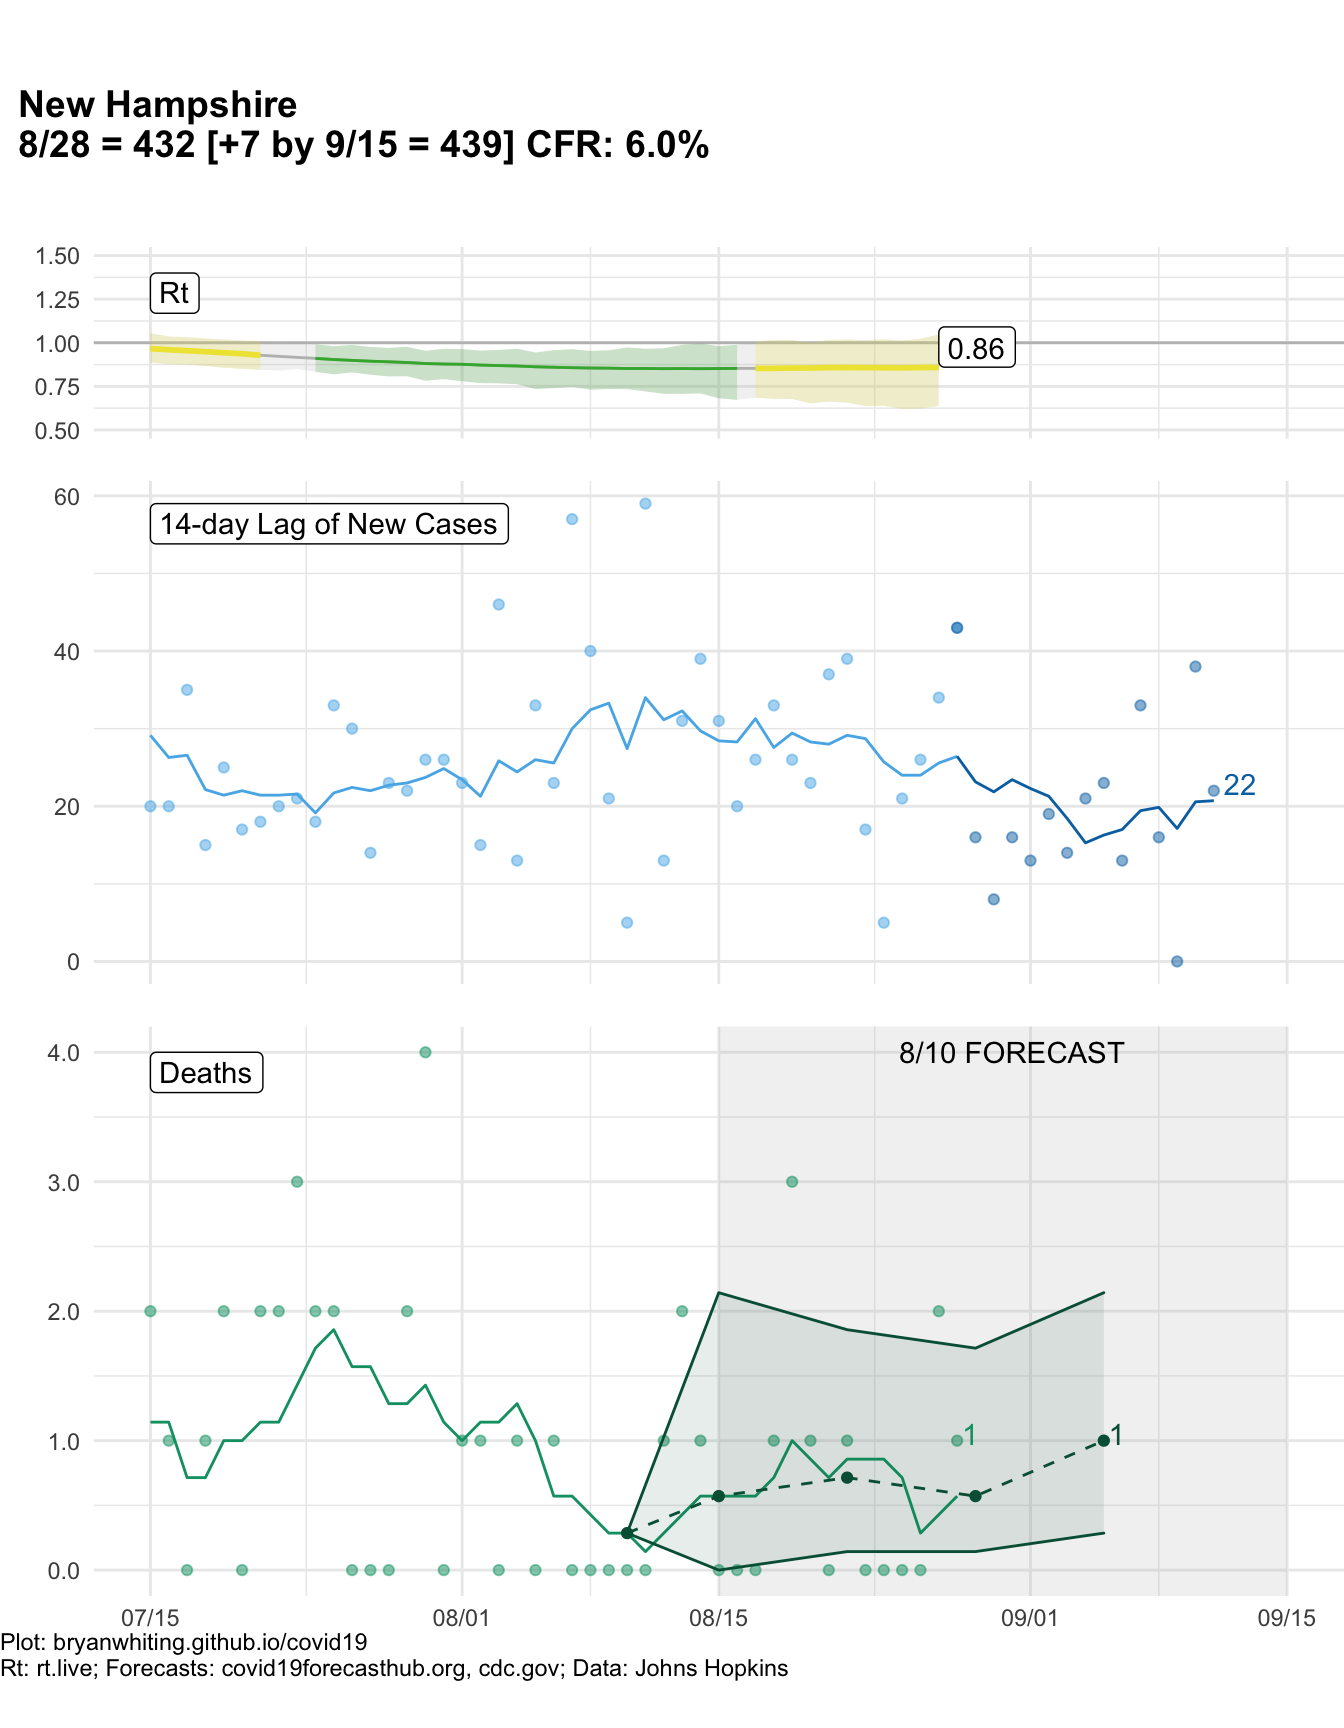 New Hampshire
8/28 = 432 [+7 by 9/15 = 439] CFR: 6.0%
1.50
Rt
1.25
1.00
0.86
0.75
0.50
60
14-day Lag of New Cases
40
20
22
0
4.0
8/10 FORECAST
Deaths
3.0
2.0
1.0
1
1
0.0
07/15 08/01 08/15 09/01 09/15
Plot: bryanwhiting.github.io/covid19
Rt: rt.live; Forecasts: covid19forecasthub.org, cdc.gov; Data: Johns Hopkins